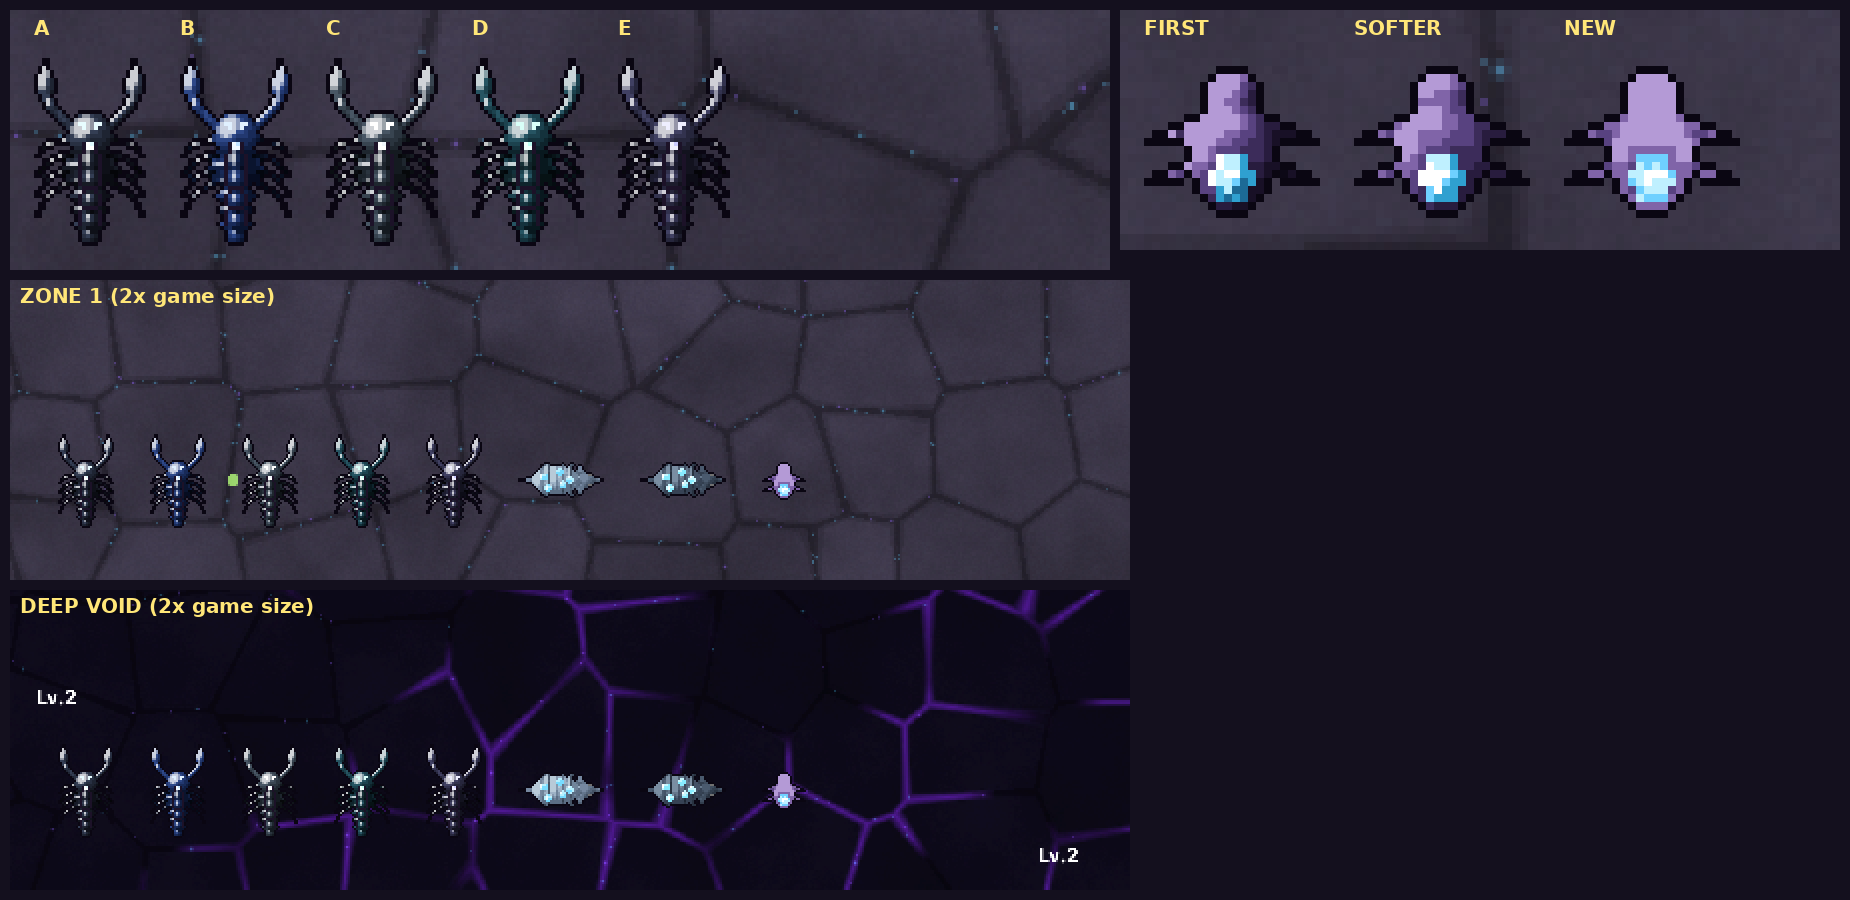 A B C D E
FIRST SOFTER NEW
ZONE 1 (2x game size)
DEEP VOID (2x game size)
Lv.2
Lv.2